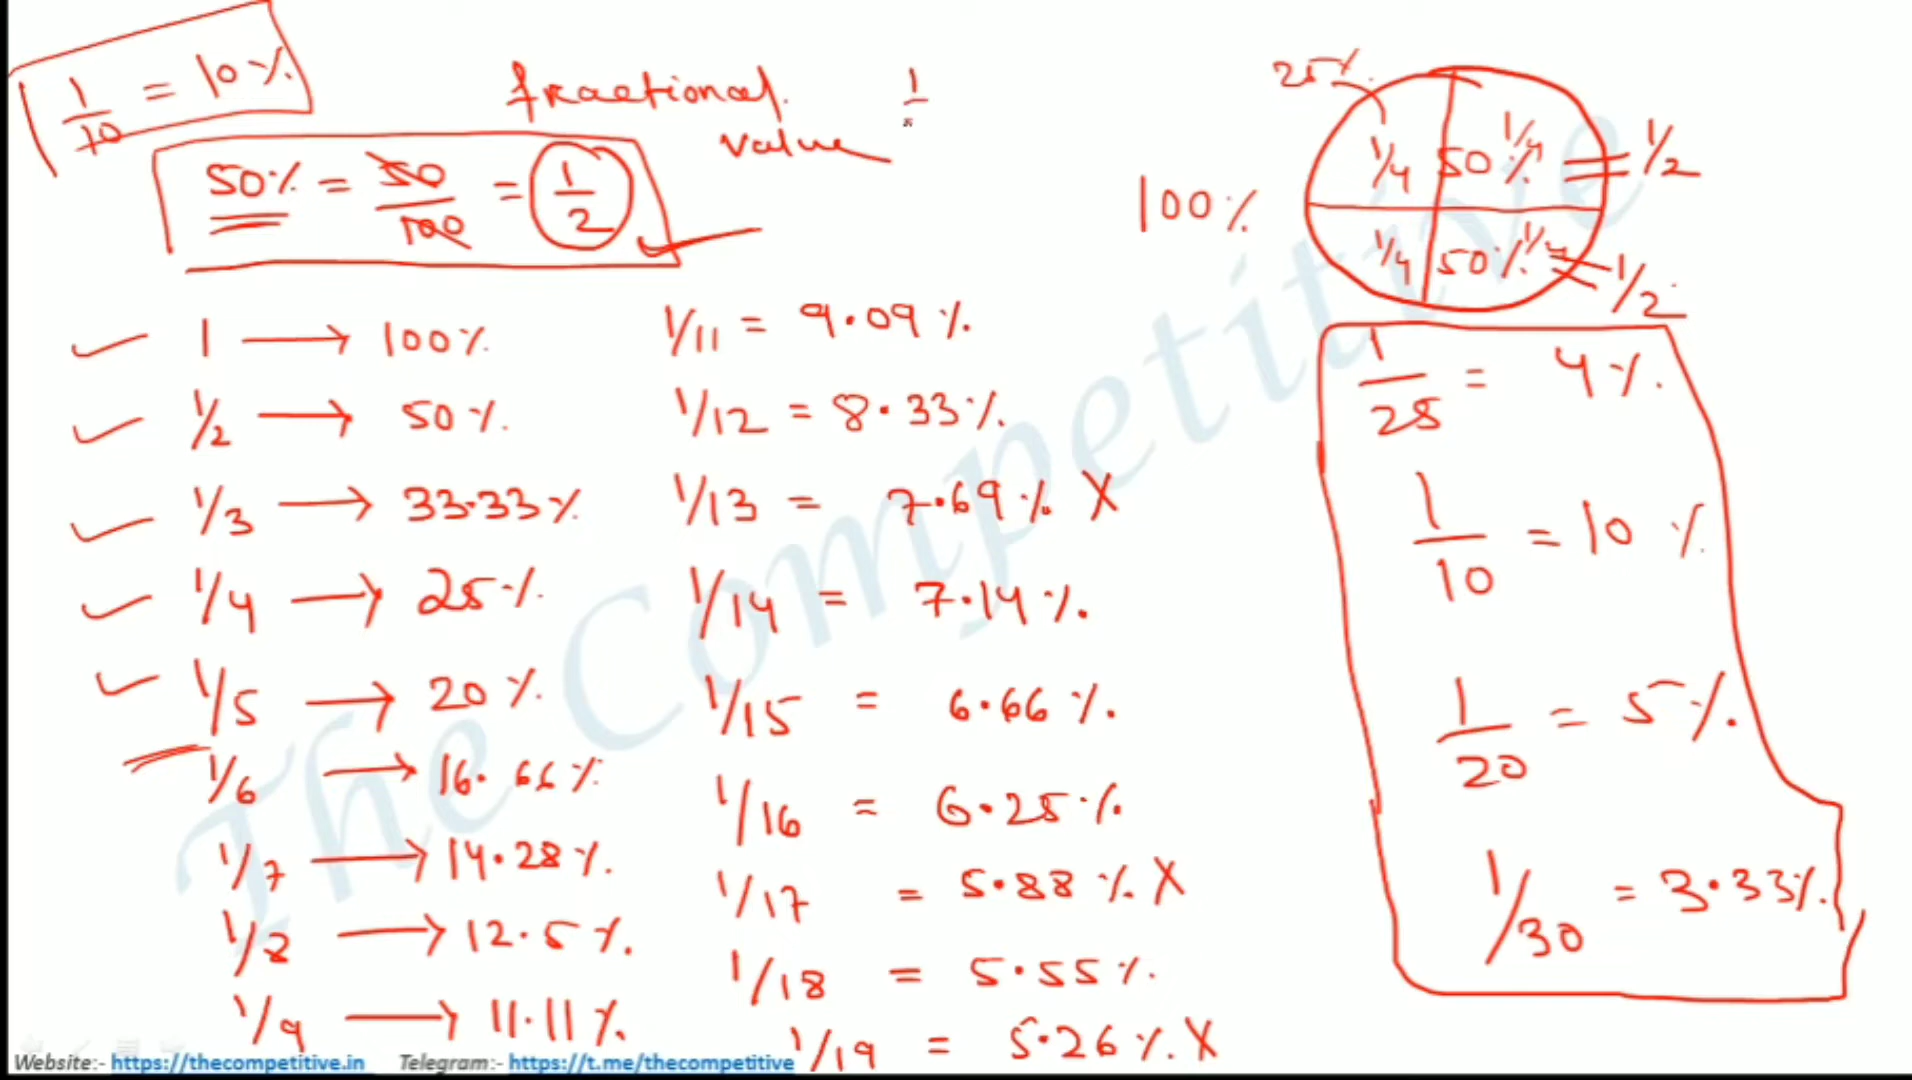 1/10 = 10%
fractional value 1/
50% = 50/100 = 1/2
1 → 100%
1/2 → 50%
1/3 → 33.33%
1/4 → 25%
1/5 → 20%
1/6 → 16.66%
1/7 → 14.28%
1/8 → 12.5%
1/9 → 11.11%
1/11 = 9.09%
1/12 = 8.33%
1/13 = 7.69% X
1/14 = 7.14%
1/15 = 6.66%
1/16 = 6.25%
1/17 = 5.88% X
1/18 = 5.55%
1/19 = 5.26% X
100%
25%
1/4 50% 1/4 = 1/2
1/4 50% 1/4 = 1/2
1/25 = 4%
1/10 = 10%
1/20 = 5%
1/30 = 3.33%
The Competitive
Website:- https://thecompetitive.in Telegram:- https://t.me/thecompetitive